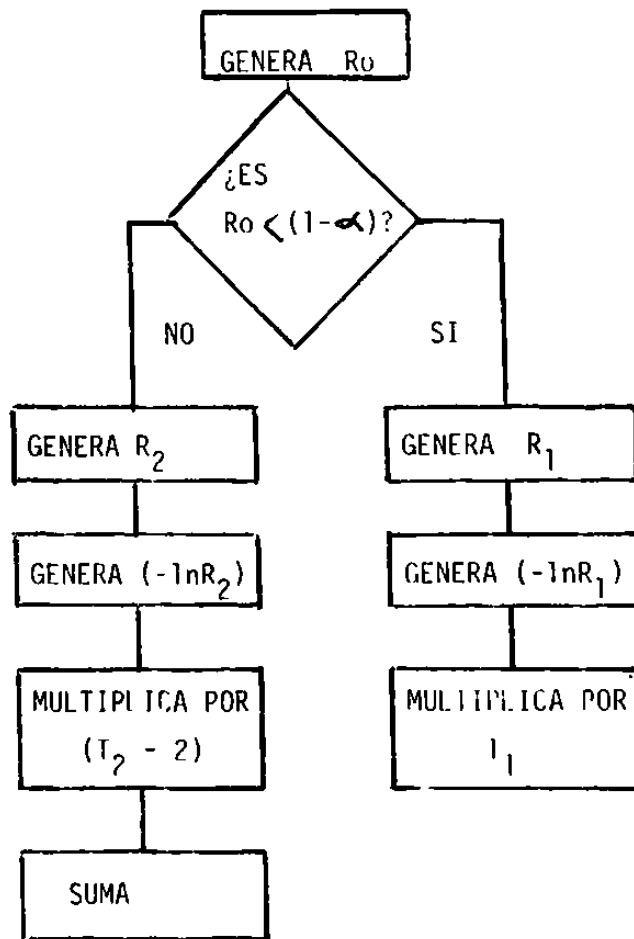 GENERA Ro
¿ES
Ro < (1-α)?
NO
SI
GENERA R₂
GENERA R₁
GENERA (-lnR₂)
GENERA (-lnR₁)
MULTIPLICA POR
(T₂ - 2)
MULTIPLICA POR
T₁
SUMA